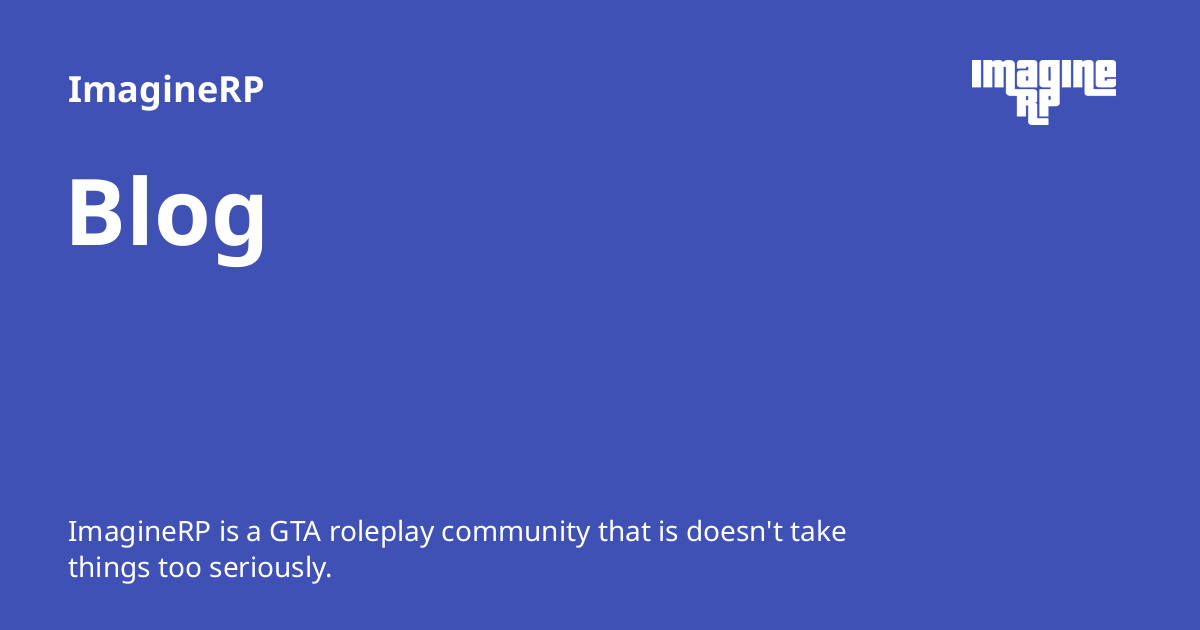 ImagineRP
Imagine
RP
Blog
ImagineRP is a GTA roleplay community that is doesn't take
things too seriously.